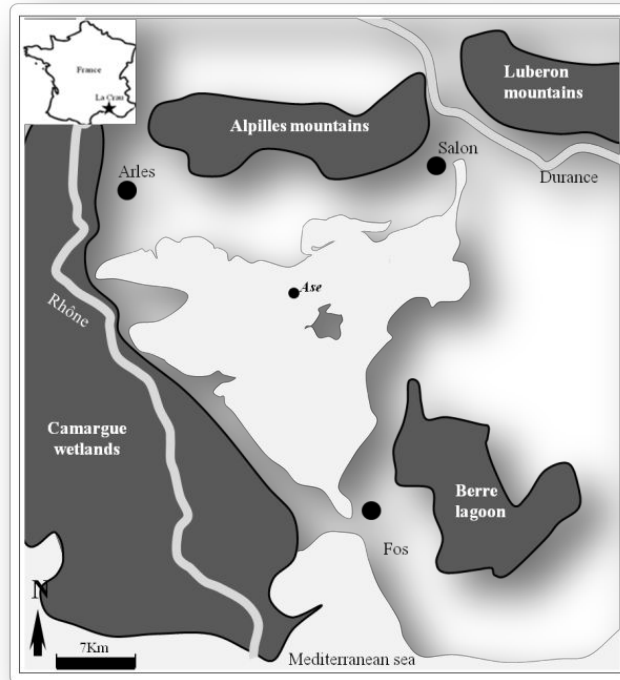 France
La Crau
Luberon
mountains
Alpilles mountains
Salon
Arles
Durance
Ase
Rhône
Camargue
wetlands
Berre
lagoon
Fos
N
7Km
Mediterranean sea